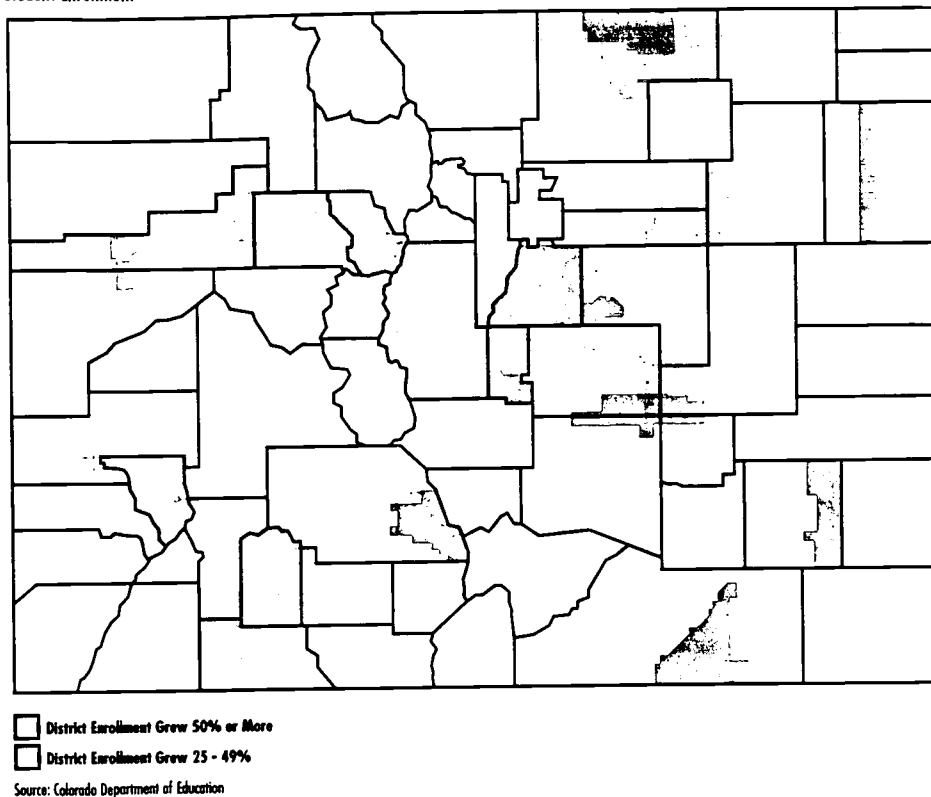 District Enrollment Grew 50% or More
District Enrollment Grew 25 - 49%
Source: Colorado Department of Education